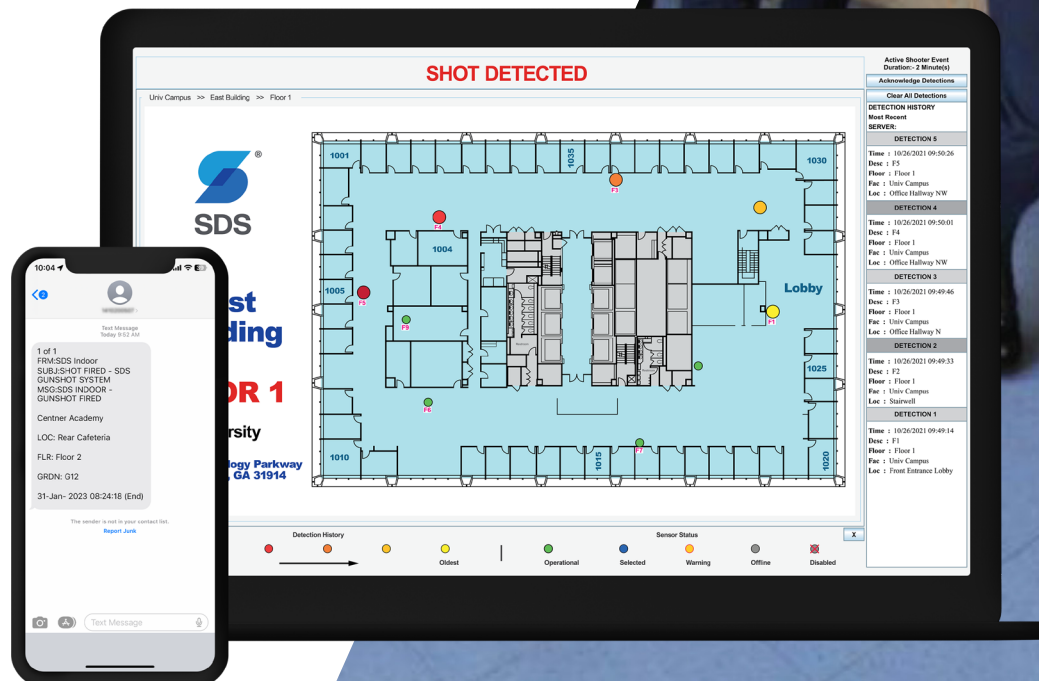 SHOT DETECTED
Univ Campus >> East Building >> Floor 1
®
SDS
st
ding
OR 1
rsity
logy Parkway
, GA 31914
1001
1035
1030
F3
F4
1004
1005
F5
F9
Lobby
F1
1025
F6
F7
1010
1015
1020
Detection History
Sensor Status
X
Oldest
Operational
Selected
Warning
Offline
Disabled
Active Shooter Event
Duration:- 2 Minute(s)
Acknowledge Detections
Clear All Detections
DETECTION HISTORY
Most Recent
SERVER:
DETECTION 5
Time : 10/26/2021 09:50:26
Desc : F5
Floor : Floor 1
Fac : Univ Campus
Loc : Office Hallway NW
DETECTION 4
Time : 10/26/2021 09:50:01
Desc : F4
Floor : Floor 1
Fac : Univ Campus
Loc : Office Hallway NW
DETECTION 3
Time : 10/26/2021 09:49:46
Desc : F3
Floor : Floor 1
Fac : Univ Campus
Loc : Office Hallway N
DETECTION 2
Time : 10/26/2021 09:49:33
Desc : F2
Floor : Floor 1
Fac : Univ Campus
Loc : Stairwell
DETECTION 1
Time : 10/26/2021 09:49:14
Desc : F1
Floor : Floor 1
Fac : Univ Campus
Loc : Front Entrance Lobby
10:04
2
Text Message
Today 9:52 AM
1 of 1
FRM:SDS Indoor
SUBJ:SHOT FIRED - SDS
GUNSHOT SYSTEM
MSG:SDS INDOOR -
GUNSHOT FIRED
Centner Academy
LOC: Rear Cafeteria
FLR: Floor 2
GRDN: G12
31-Jan- 2023 08:24:18 (End)
The sender is not in your contact list.
Report Junk
Text Message